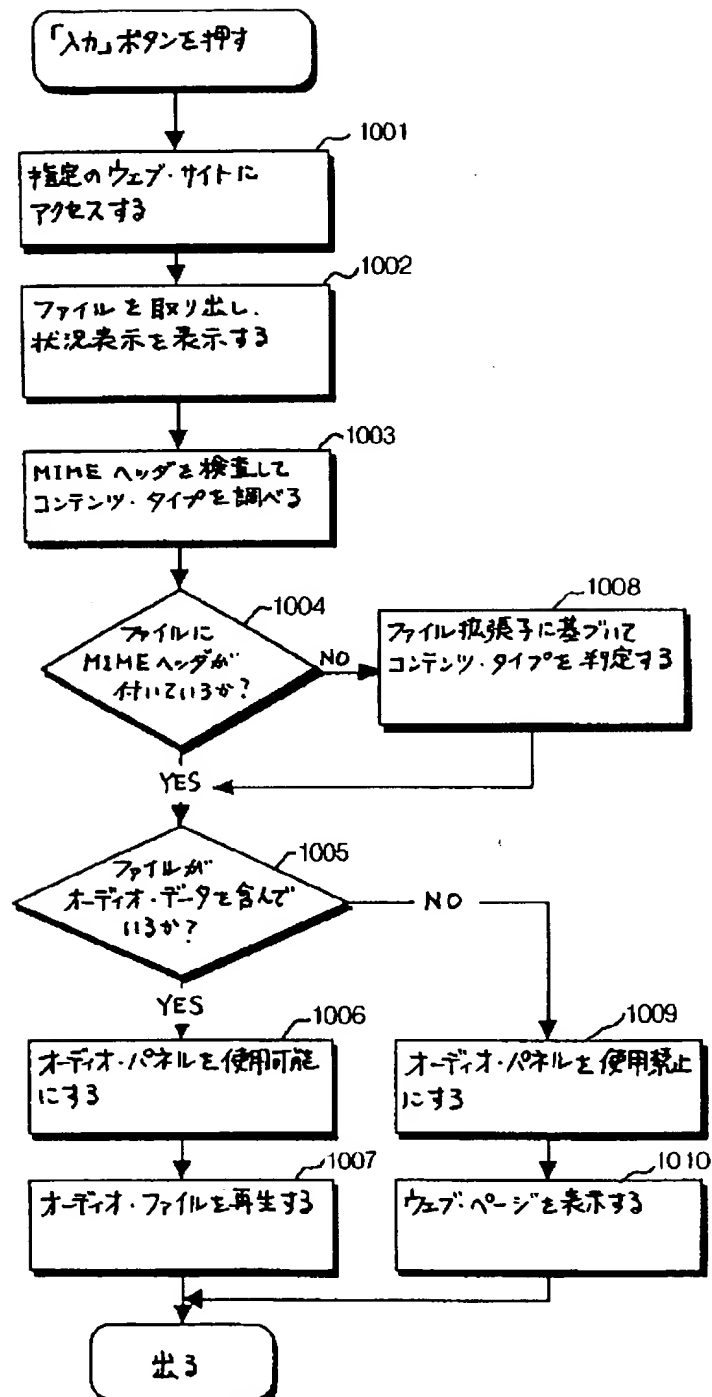 「入力」ボタンを押す
1001
指定のウェブ・サイトに
アクセスする
1002
ファイルを取り出し、
状況表示を表示する
1003
MIMEヘッダを検査して
コンテンツ・タイプを調べる
1004
ファイルに
MIMEヘッダが
付いているか?
NO
1008
ファイル拡張子に基づいて
コンテンツ・タイプを判定する
YES
1005
ファイルが
オーディオ・データを含んで
いるか?
NO
YES
1006
オーディオ・パネルを使用可能
にする
1009
オーディオ・パネルを使用禁止
にする
1007
オーディオ・ファイルを再生する
1010
ウェブ・ページを表示する
出る